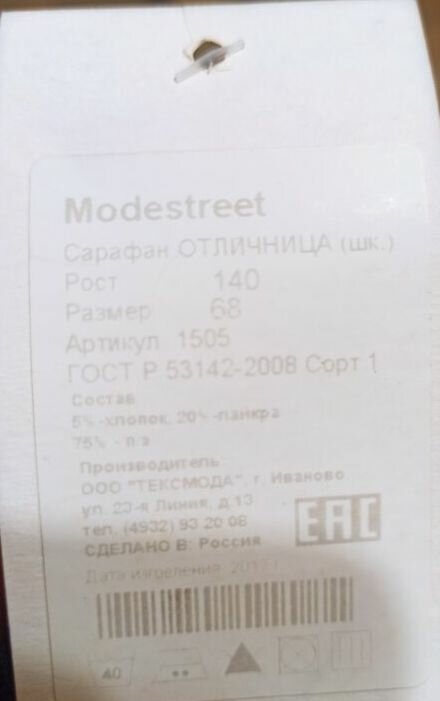 Modestreet
Сарафан ОТЛИЧНИЦА (шк.)
Рост 140
Размер 68
Артикул 1505
ГОСТ Р 53142-2008 Сорт 1
Состав
5% -хлопок, 20% -лайкра
75% - п/э
Производитель:
ООО "ТЕКСМОДА", г. Иваново
ул. 23-я Линия, д.13
тел. (4932) 93 20 08
EAC
СДЕЛАНО В: Россия
Дата изготовления
40